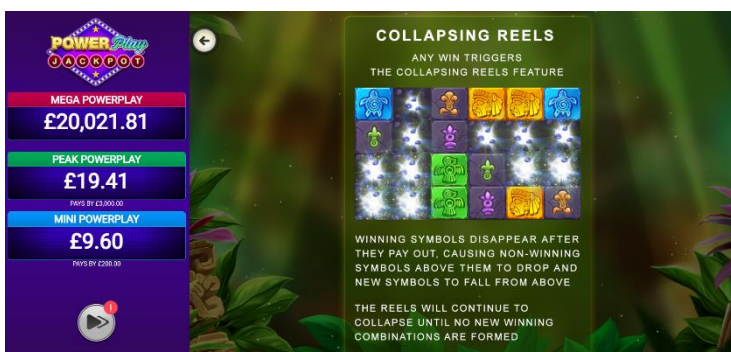 POWER Play
JACKPOT
MEGA POWERPLAY
£20,021.81
PEAK POWERPLAY
£19.41
PAYS BY £3,000.00
MINI POWERPLAY
£9.60
PAYS BY £200.00
!
COLLAPSING REELS
ANY WIN TRIGGERS
THE COLLAPSING REELS FEATURE
WINNING SYMBOLS DISAPPEAR AFTER
THEY PAY OUT, CAUSING NON-WINNING
SYMBOLS ABOVE THEM TO DROP AND
NEW SYMBOLS TO FALL FROM ABOVE
THE REELS WILL CONTINUE TO
COLLAPSE UNTIL NO NEW WINNING
COMBINATIONS ARE FORMED